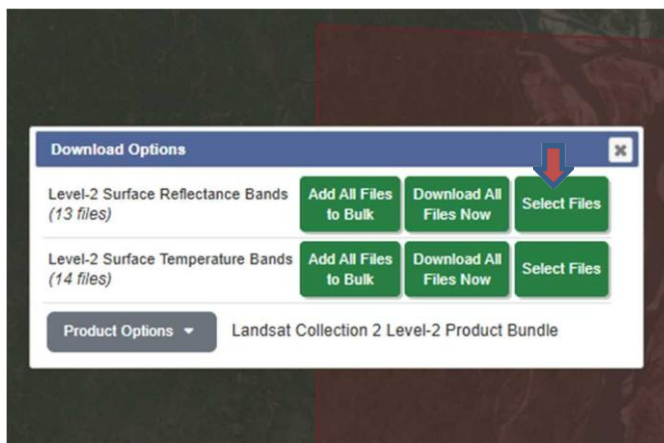 Download Options
Level-2 Surface Reflectance Bands
(13 files)
Add All Files
to Bulk
Download All
Files Now
Select Files
Level-2 Surface Temperature Bands
(14 files)
Add All Files
to Bulk
Download All
Files Now
Select Files
Product Options
Landsat Collection 2 Level-2 Product Bundle